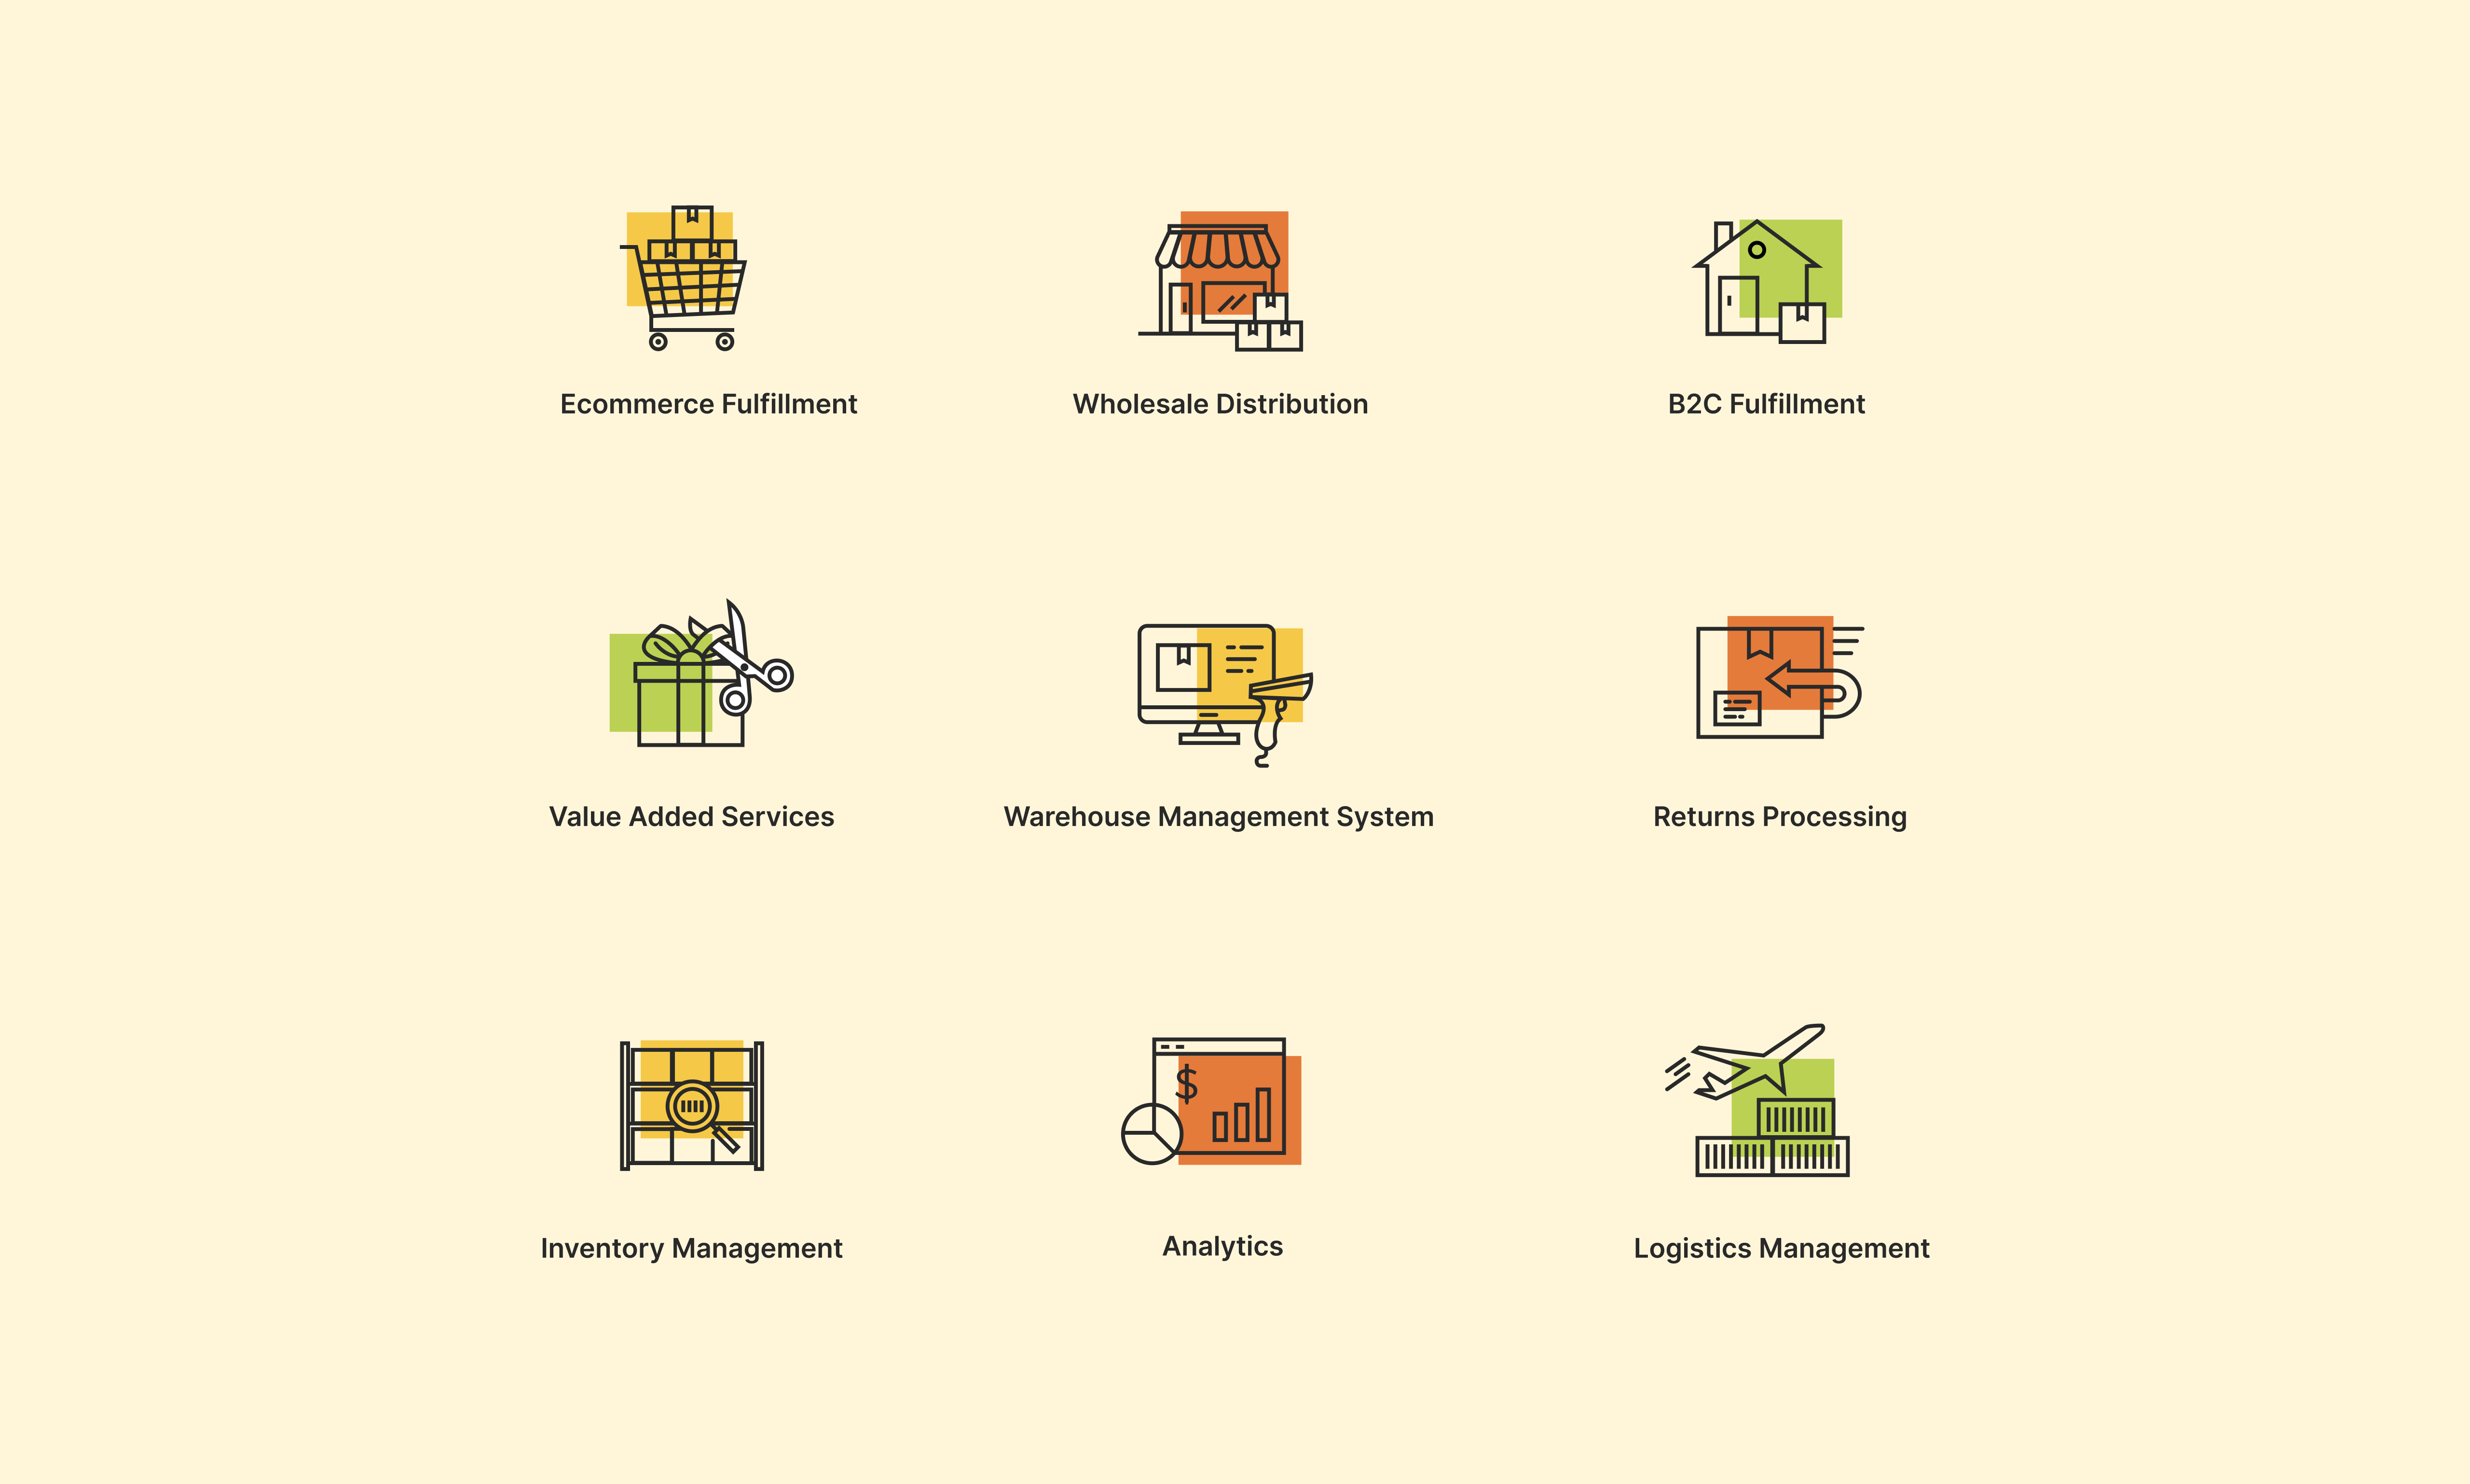 Ecommerce Fulfillment
Wholesale Distribution
B2C Fulfillment
Value Added Services
Warehouse Management System
Returns Processing
$
Inventory Management
Analytics
Logistics Management